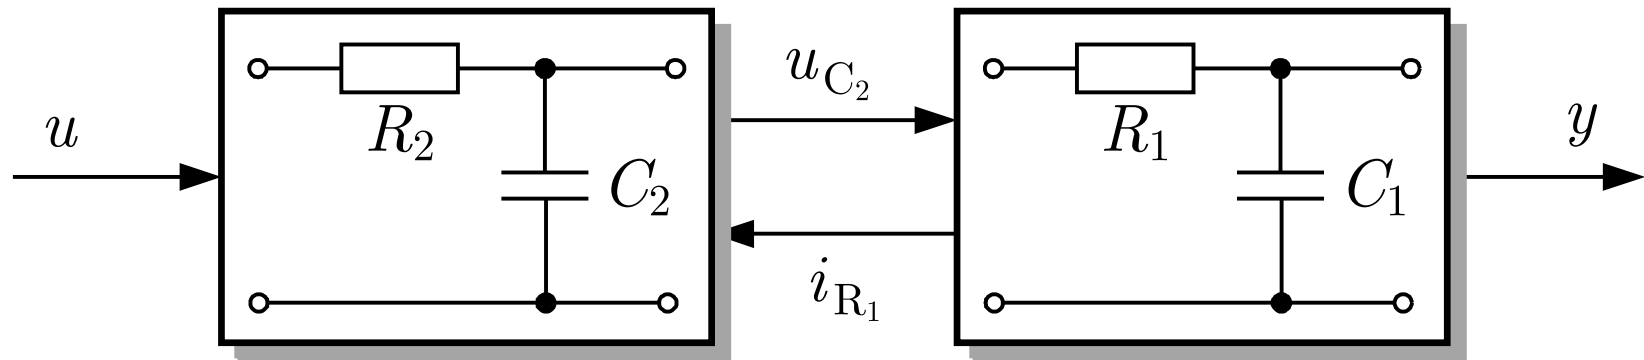 u
R₂
C₂
u_C₂
i_R₁
R₁
C₁
y